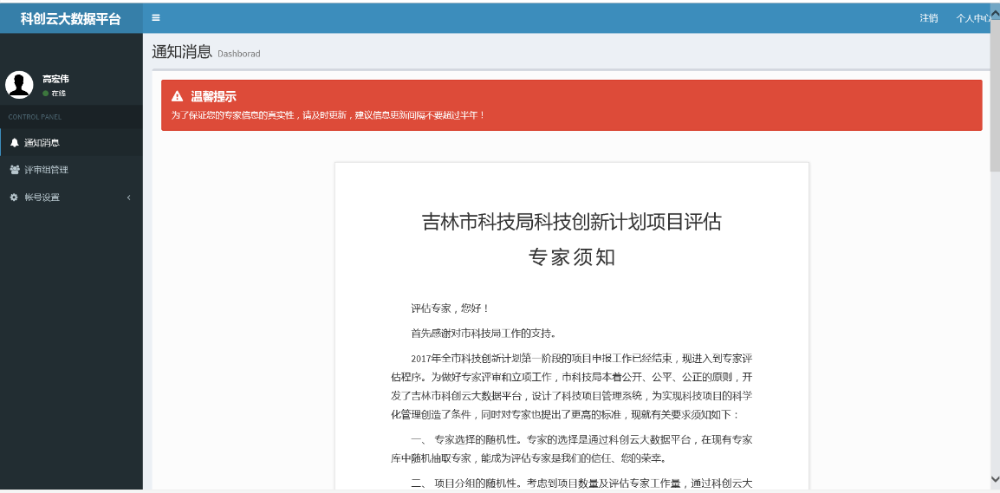 科创云大数据平台
注销 个人中心
通知消息 Dashborad
高宏伟
在线
CONTROL PANEL
通知消息
评审组管理
帐号设置
温馨提示
为了保证您的专家信息的真实性，请及时更新，建议信息更新间隔不要超过半年！
吉林市科技局科技创新计划项目评估
专家须知
评估专家，您好！
首先感谢对市科技局工作的支持。
2017年全市科技创新计划第一阶段的项目申报工作已经结束，现进入到专家评
估程序。为做好专家评审和立项工作，市科技局本着公开、公平、公正的原则，开
发了吉林市科创云大数据平台，设计了科技项目管理系统，为实现科技项目的科学
化管理创造了条件，同时对专家也提出了更高的标准，现就有关要求须知如下：
一、 专家选择的随机性。专家的选择是通过科创云大数据平台，在现有专家
库中随机抽取专家，能成为评估专家是我们的信任、您的荣幸。
二、 项目分组的随机性。考虑到项目数量及评估专家工作量，通过科创云大